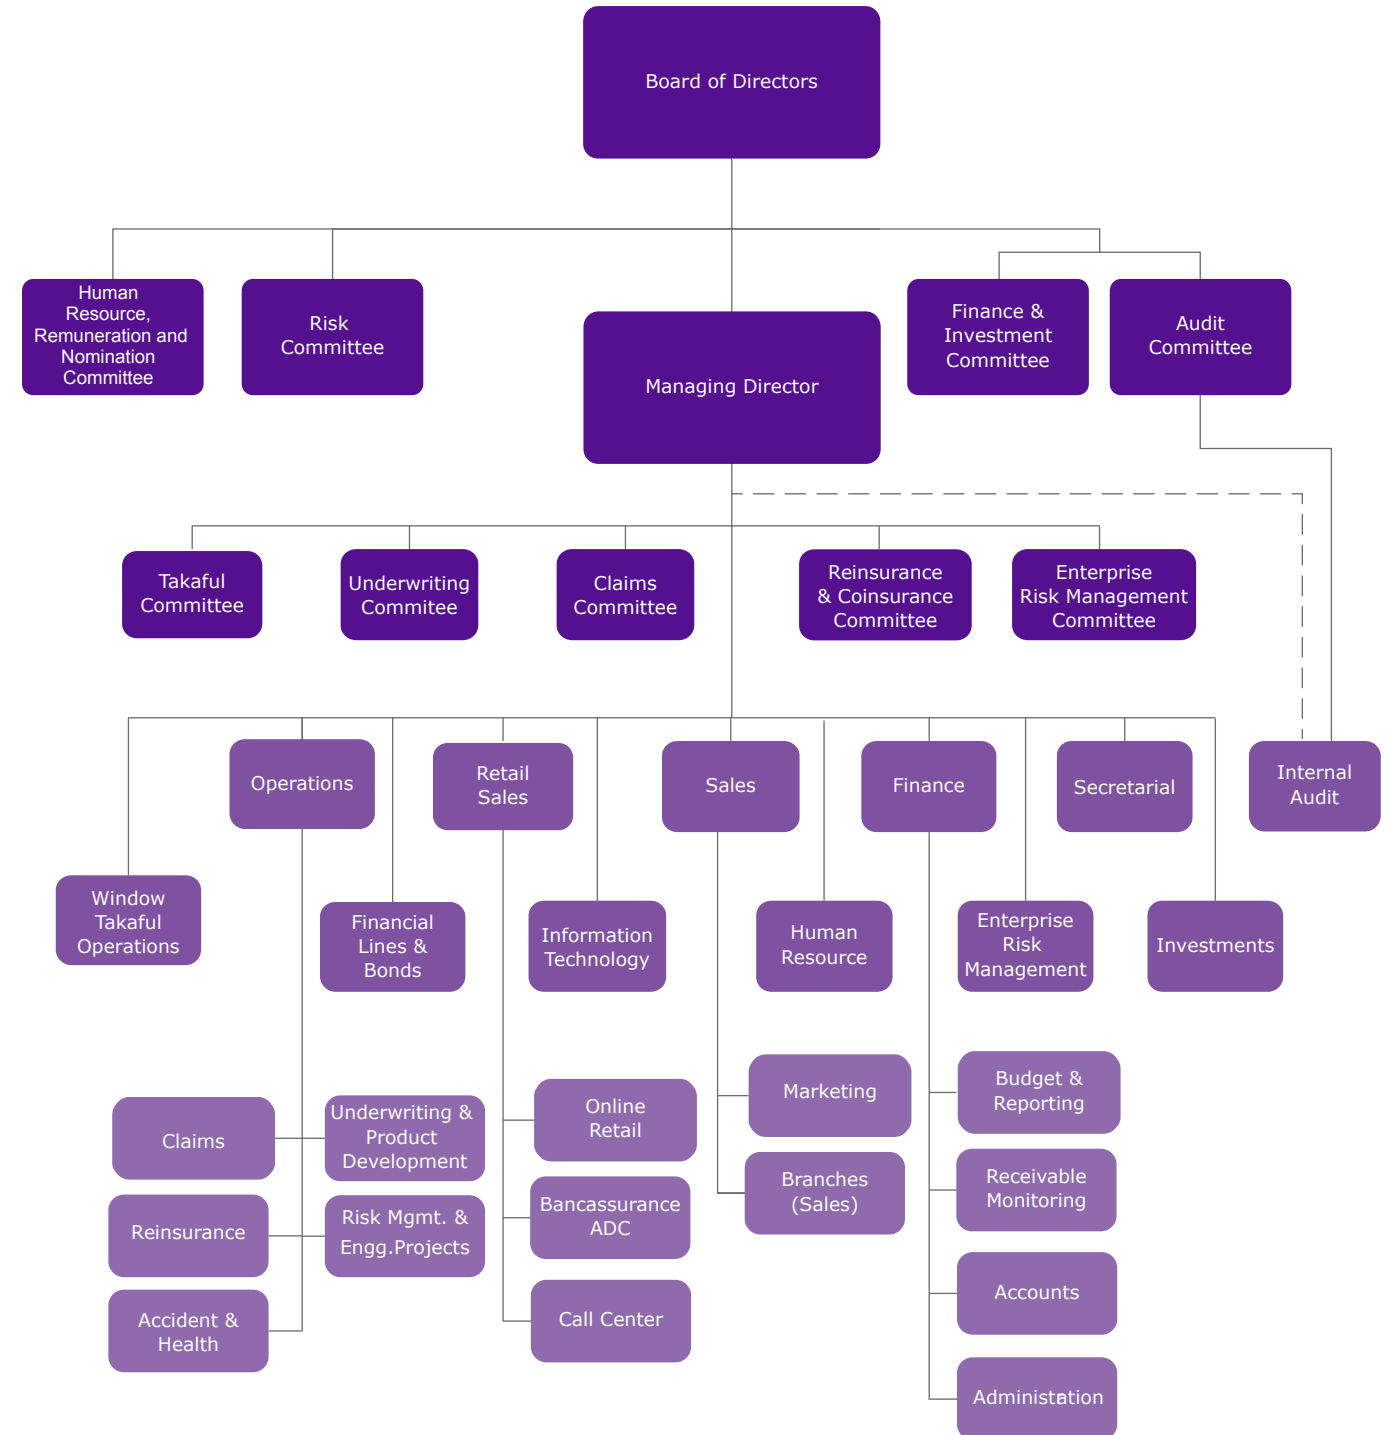 Board of Directors
Human
Resource,
Remuneration and
Nomination
Committee
Risk
Committee
Managing Director
Finance &
Investment
Committee
Audit
Committee
Takaful
Committee
Underwriting
Commitee
Claims
Committee
Reinsurance
& Coinsurance
Committee
Enterprise
Risk Management
Committee
Operations
Retail
Sales
Sales
Finance
Secretarial
Internal
Audit
Window
Takaful
Operations
Financial
Lines &
Bonds
Information
Technology
Human
Resource
Enterprise
Risk
Management
Investments
Claims
Underwriting &
Product
Development
Reinsurance
Risk Mgmt. &
Engg.Projects
Accident &
Health
Online
Retail
Bancassurance
ADC
Call Center
Marketing
Branches
(Sales)
Budget &
Reporting
Receivable
Monitoring
Accounts
Administration